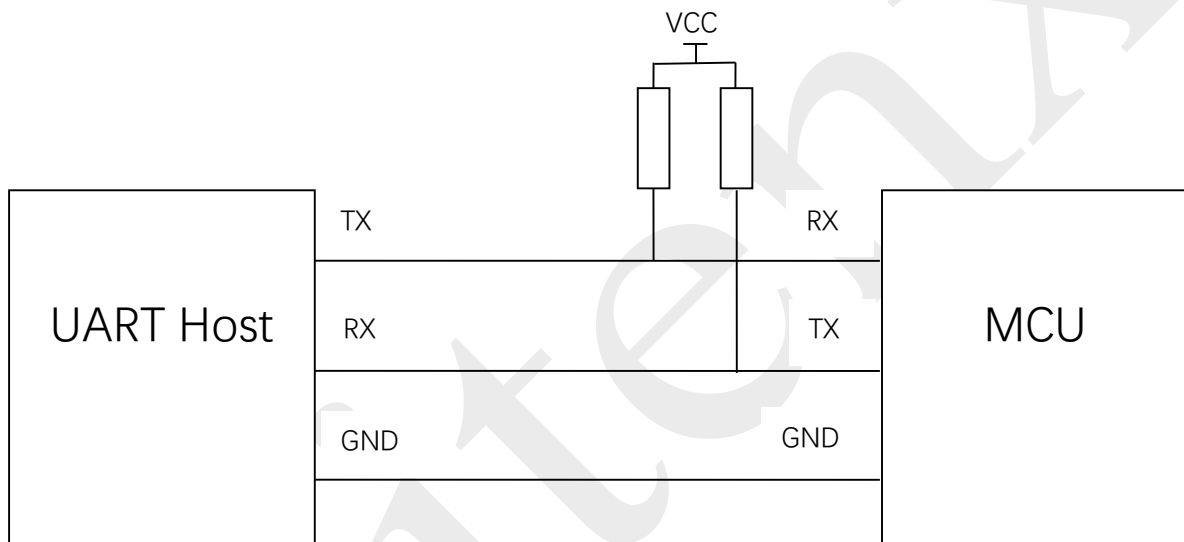 VCC
TX
RX
UART Host
RX
TX
MCU
GND
GND